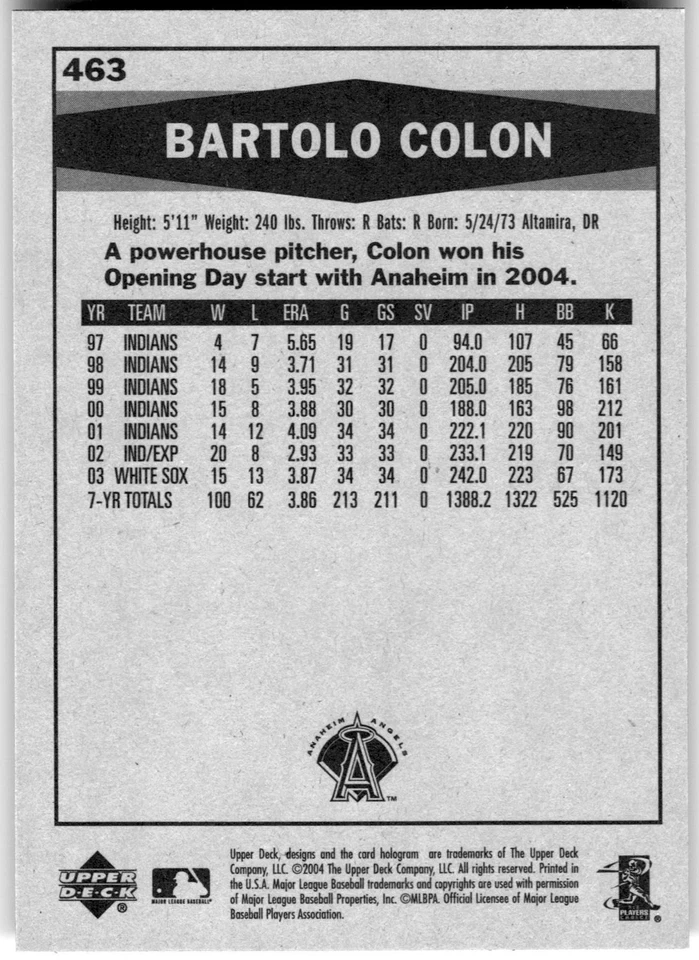 463
BARTOLO COLON
Height: 5'11" Weight: 240 lbs. Throws: R Bats: R Born: 5/24/73 Altamira, DR
A powerhouse pitcher, Colon won his
Opening Day start with Anaheim in 2004.
YR TEAM W L ERA G GS SV IP H BB K
97 INDIANS 4 7 5.65 19 17 0 94.0 107 45 66
98 INDIANS 14 9 3.71 31 31 0 204.0 205 79 158
99 INDIANS 18 5 3.95 32 32 0 205.0 185 76 161
00 INDIANS 15 8 3.88 30 30 0 188.0 163 98 212
01 INDIANS 14 12 4.09 34 34 0 222.1 220 90 201
02 IND/EXP 20 8 2.93 33 33 0 233.1 219 70 149
03 WHITE SOX 15 13 3.87 34 34 0 242.0 223 67 173
7-YR TOTALS 100 62 3.86 213 211 0 1388.2 1322 525 1120
ANAHEIM ANGELS
A
TM
UPPER
D·E·C·K
®
MAJOR LEAGUE BASEBALL®
Upper Deck, designs and the card hologram are trademarks of The Upper Deck
Company, LLC. ©2004 The Upper Deck Company, LLC. All rights reserved. Printed in
the U.S.A. Major League Baseball trademarks and copyrights are used with permission
of Major League Baseball Properties, Inc. ©MLBPA. Official Licensee of Major League
Baseball Players Association.
PLAYERS
CHOICE
®